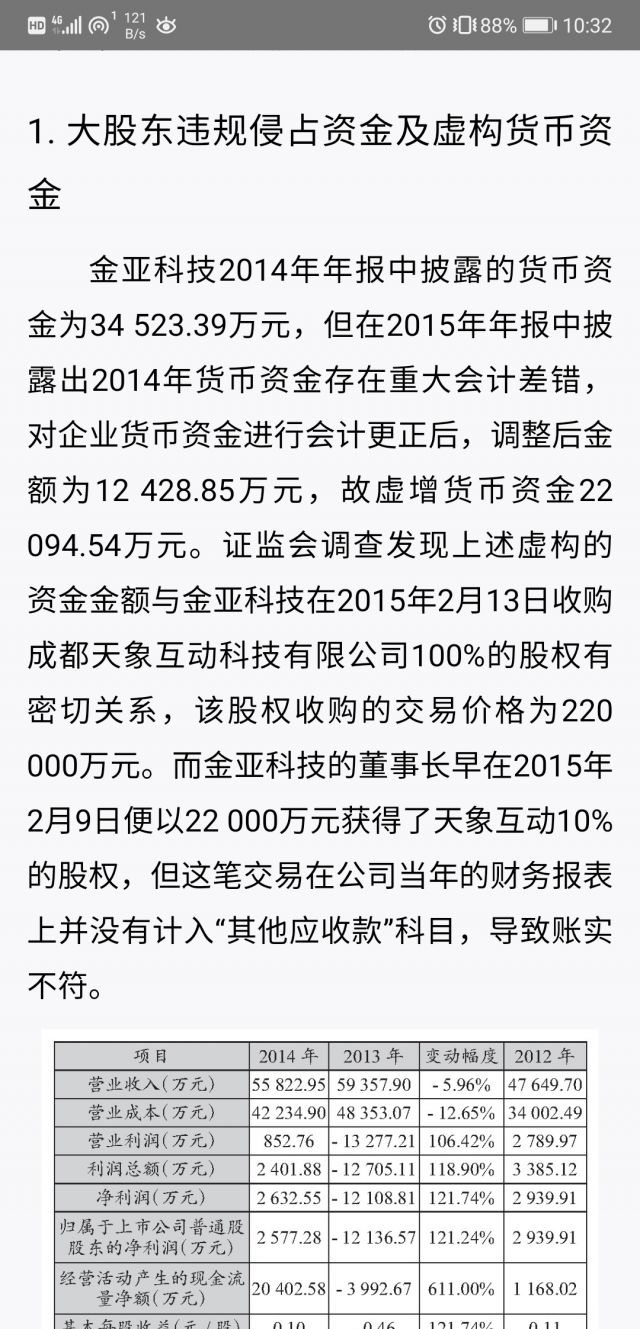 HD 4G 1 121 B/s 88% 10:32
1. 大股东违规侵占资金及虚构货币资
金
金亚科技2014年年报中披露的货币资
金为34 523.39万元，但在2015年年报中披
露出2014年货币资金存在重大会计差错，
对企业货币资金进行会计更正后，调整后金
额为12 428.85万元，故虚增货币资金22
094.54万元。证监会调查发现上述虚构的
资金金额与金亚科技在2015年2月13日收购
成都天象互动科技有限公司100%的股权有
密切关系，该股权收购的交易价格为220
000万元。而金亚科技的董事长早在2015年
2月9日便以22 000万元获得了天象互动10%
的股权，但这笔交易在公司当年的财务报表
上并没有计入“其他应收款”科目，导致账实
不符。
项目 2014 年 2013 年 变动幅度 2012 年
营业收入(万元) 55 822.95 59 357.90 - 5.96% 47 649.70
营业成本(万元) 42 234.90 48 353.07 - 12.65% 34 002.49
营业利润(万元) 852.76 - 13 277.21 106.42% 2 789.97
利润总额(万元) 2 401.88 - 12 705.11 118.90% 3 385.12
净利润(万元) 2 632.55 - 12 108.81 121.74% 2 939.91
归属于上市公司普通股
股东的净利润(万元) 2 577.28 - 12 136.57 121.24% 2 939.91
经营活动产生的现金流
量净额(万元) 20 402.58 - 3 992.67 611.00% 1 168.02
基本每股收益(元/股) 0.10 0.46 121.74% 0.11